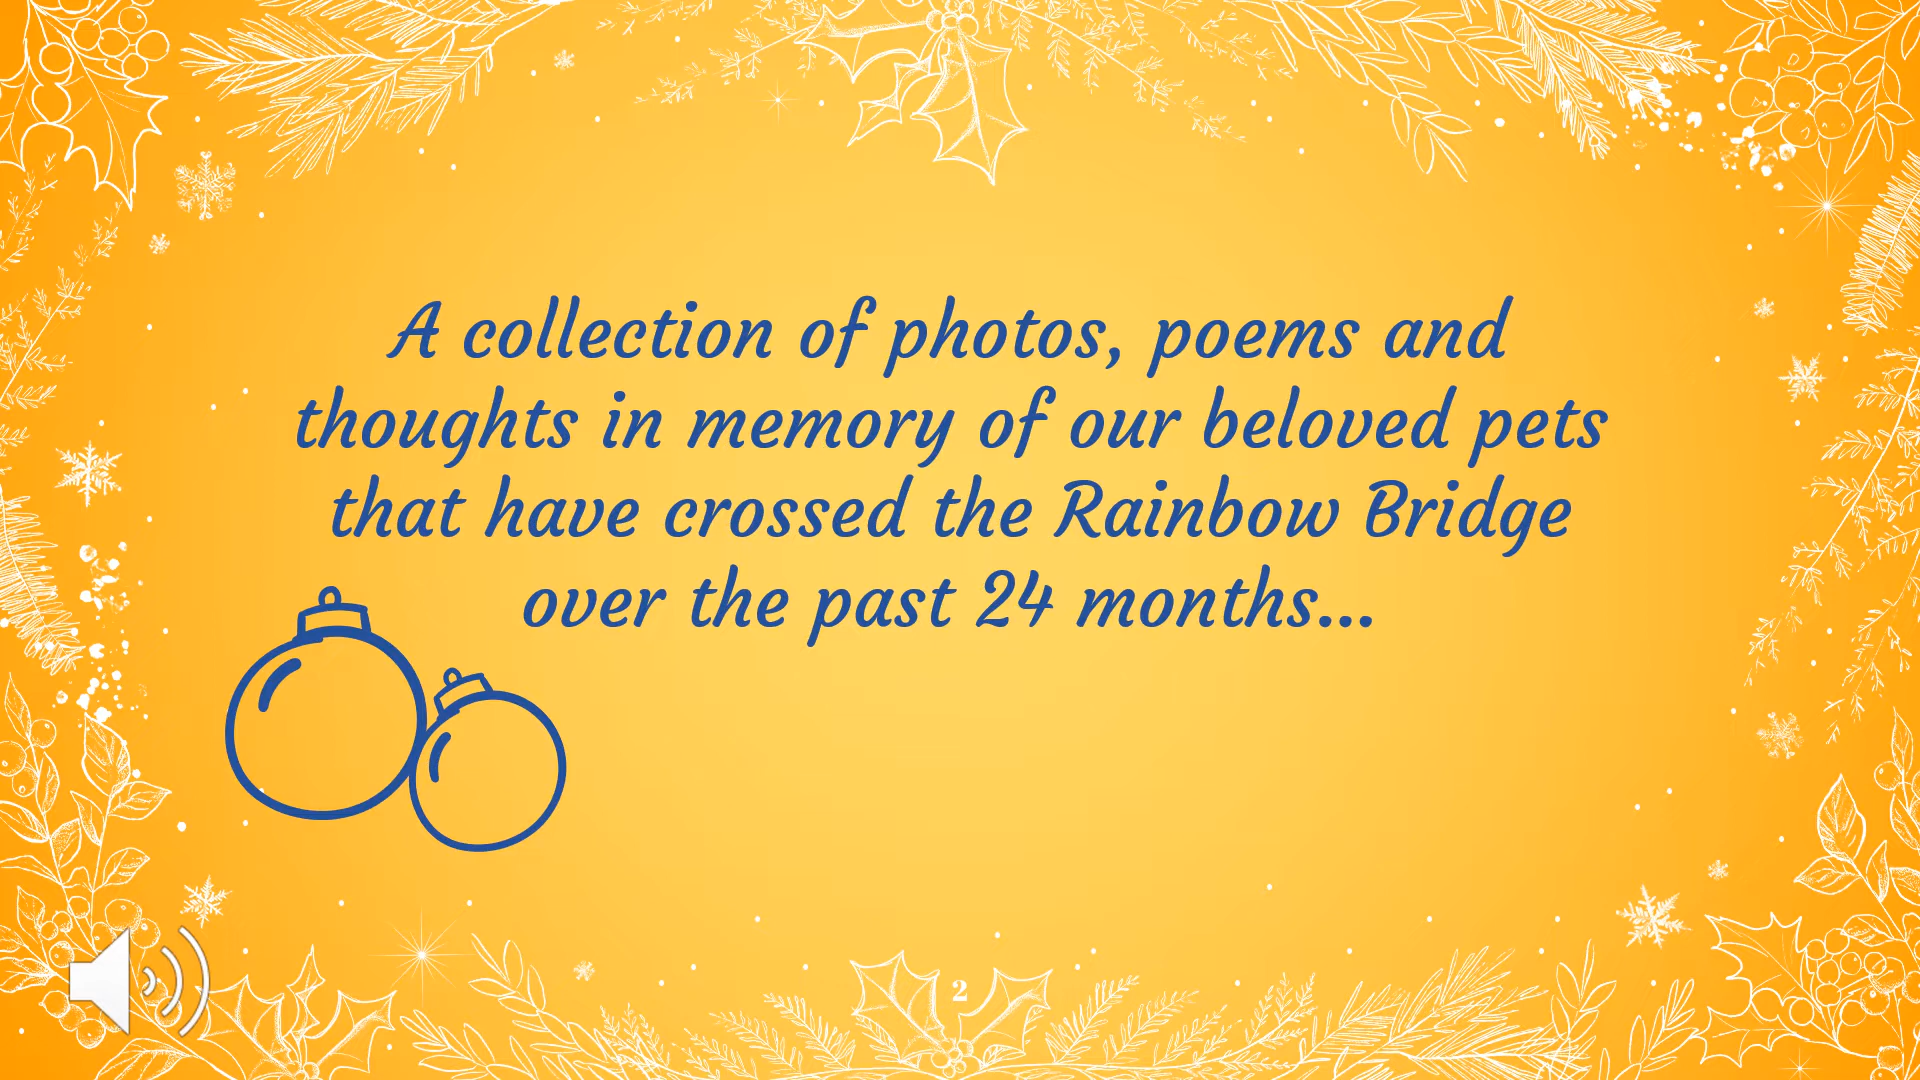 A collection of photos, poems and
thoughts in memory of our beloved pets
that have crossed the Rainbow Bridge
over the past 24 months...
2